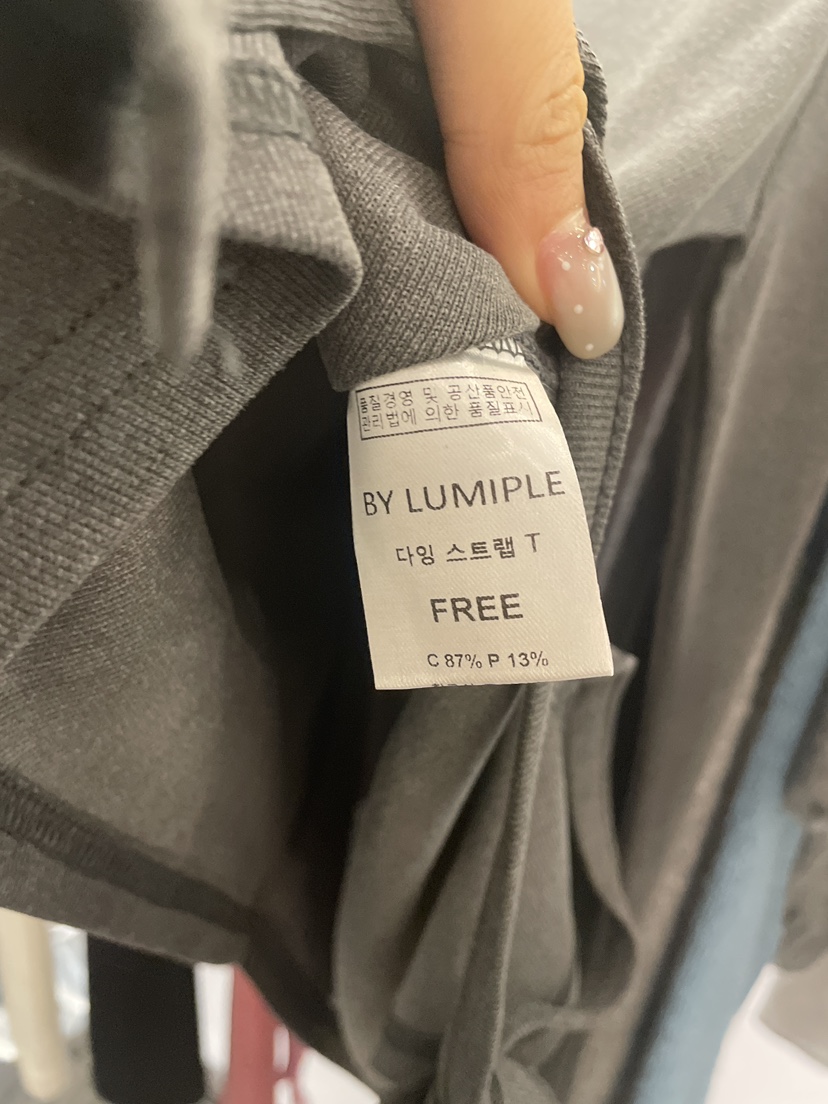 품질경영 및 공산품안전
관리법에 의한 품질표시
BY LUMIPLE
다잉 스트랩 T
FREE
C 87% P 13%